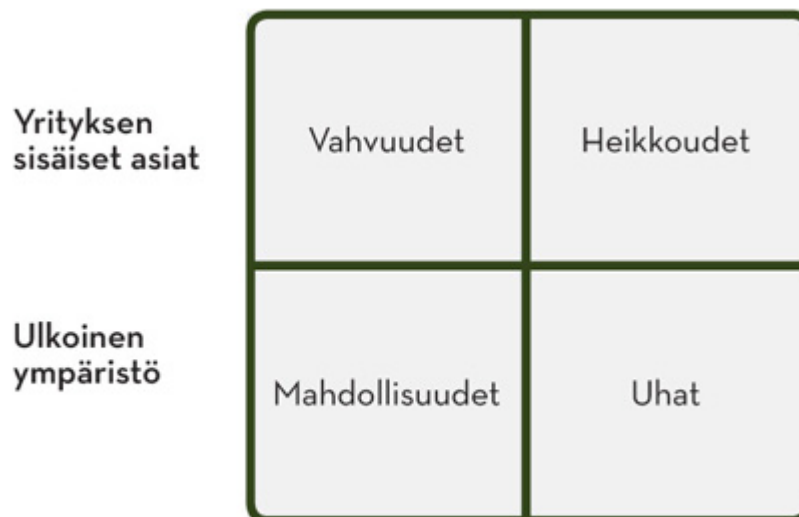 Yrityksen
sisäiset asiat
Vahvuudet
Heikkoudet
Ulkoinen
ympäristö
Mahdollisuudet
Uhat